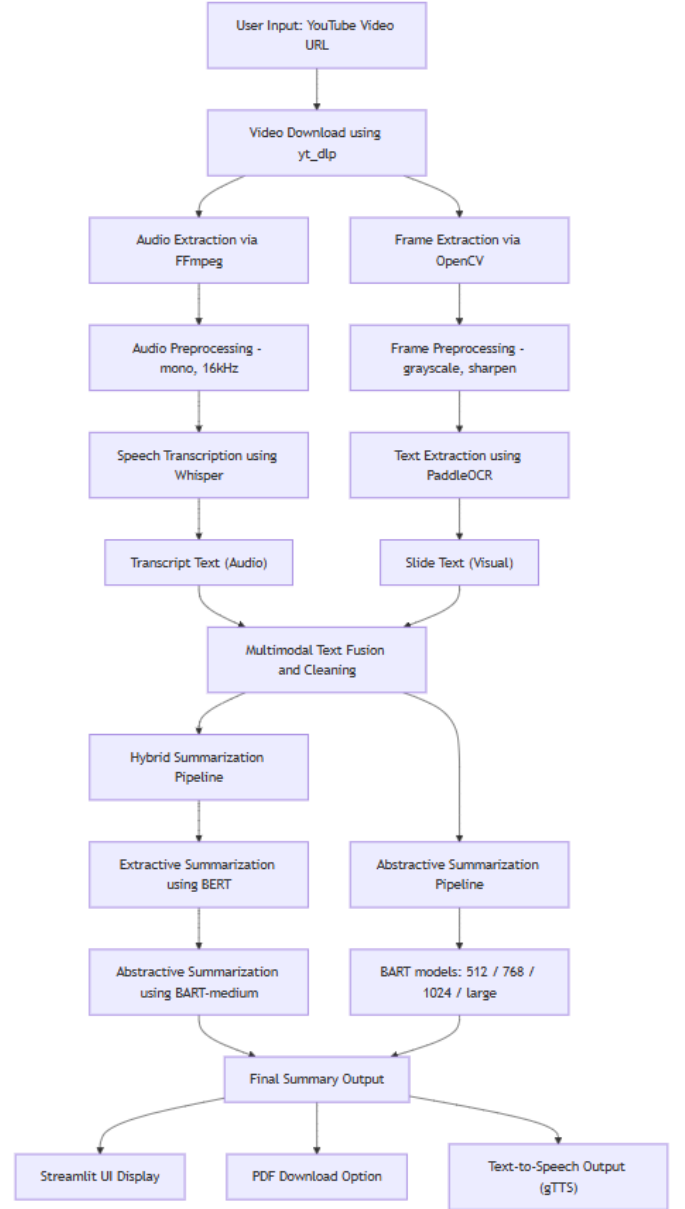 User Input: YouTube Video
URL
Video Download using
yt_dlp
Audio Extraction via
FFmpeg
Frame Extraction via
OpenCV
Audio Preprocessing -
mono, 16kHz
Frame Preprocessing -
grayscale, sharpen
Speech Transcription using
Whisper
Text Extraction using
PaddleOCR
Transcript Text (Audio)
Slide Text (Visual)
Multimodal Text Fusion
and Cleaning
Hybrid Summarization
Pipeline
Extractive Summarization
using BERT
Abstractive Summarization
Pipeline
Abstractive Summarization
using BART-medium
BART models: 512 / 768 /
1024 / large
Final Summary Output
Streamlit UI Display
PDF Download Option
Text-to-Speech Output
(gTTS)